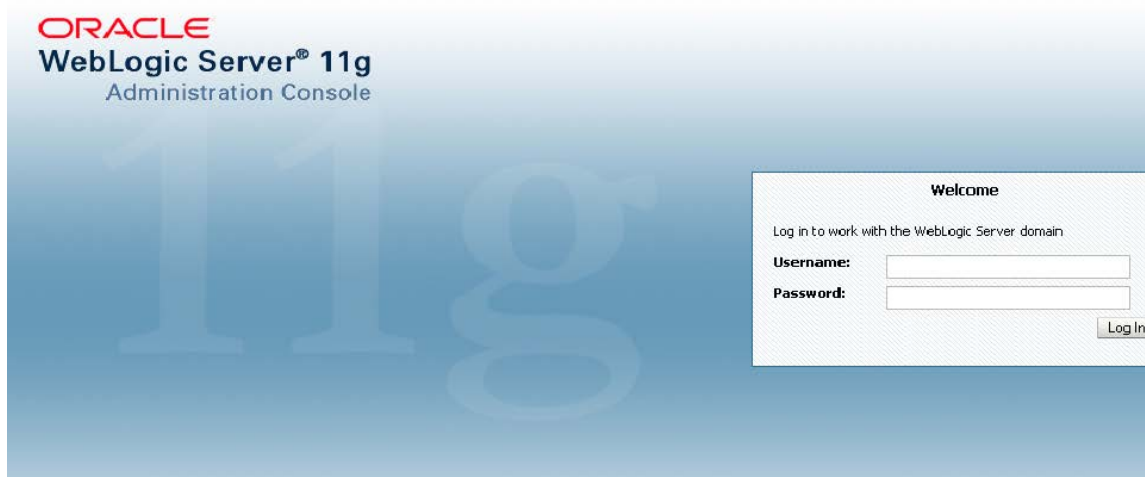 ORACLE
WebLogic Server® 11g
Administration Console
11g
Welcome
Log in to work with the WebLogic Server domain
Username:
Password:
Log In